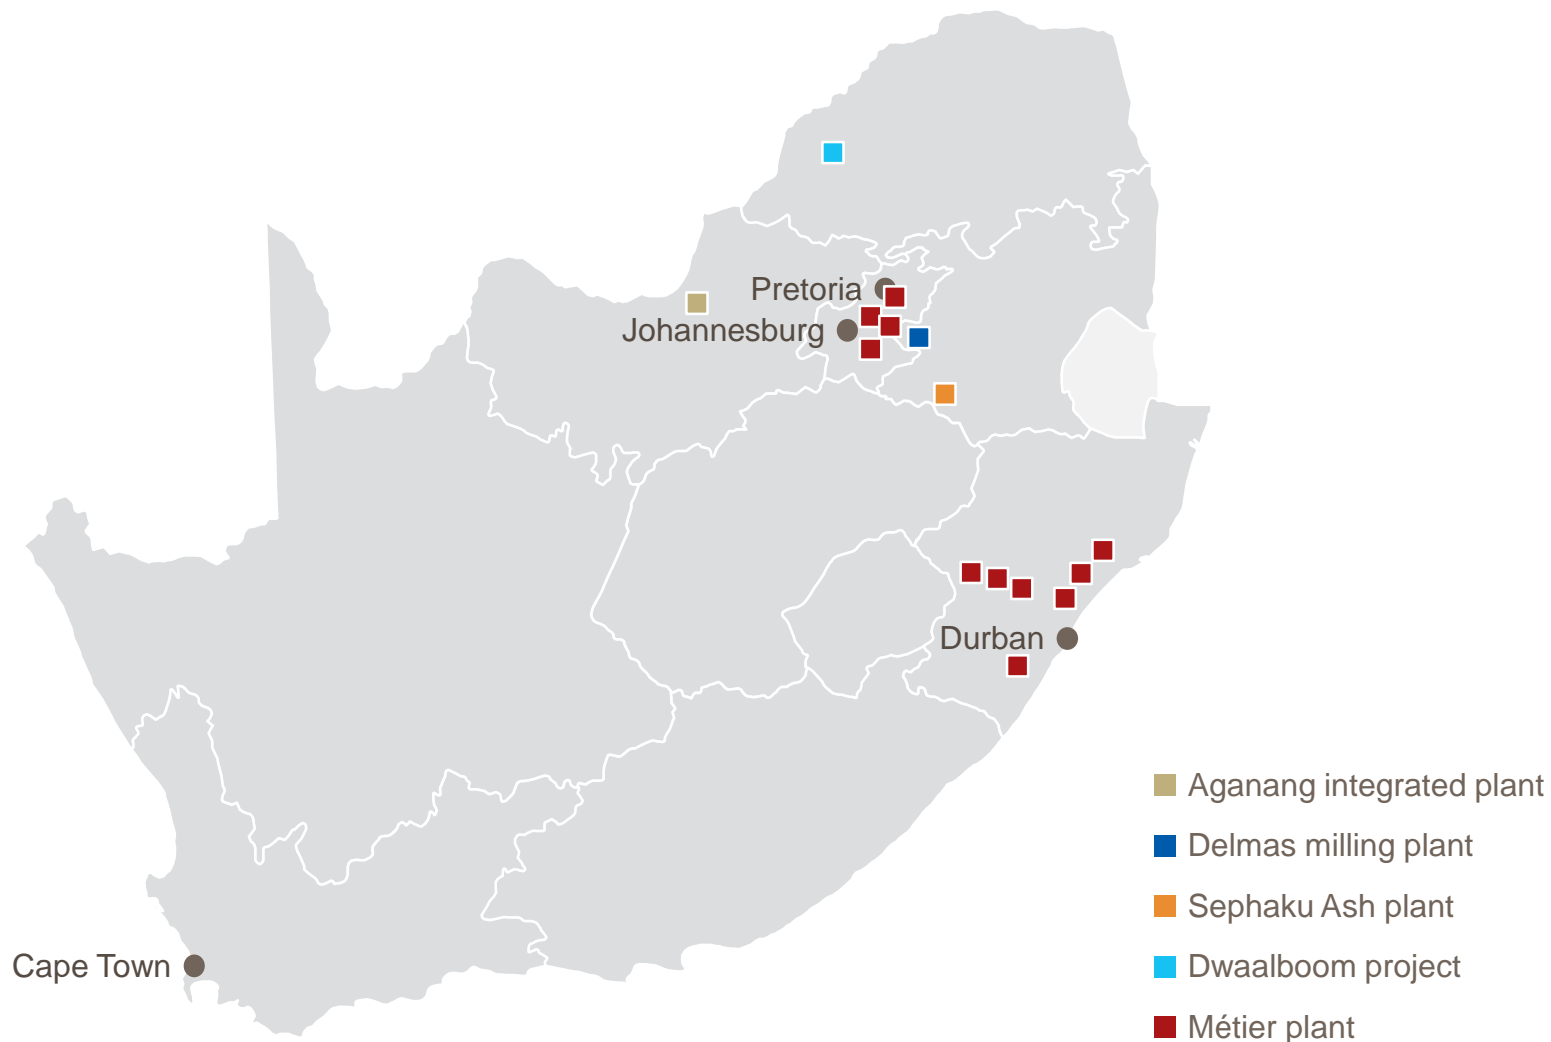 Pretoria
Johannesburg
Durban
Cape Town
Aganang integrated plant
Delmas milling plant
Sephaku Ash plant
Dwaalboom project
Métier plant